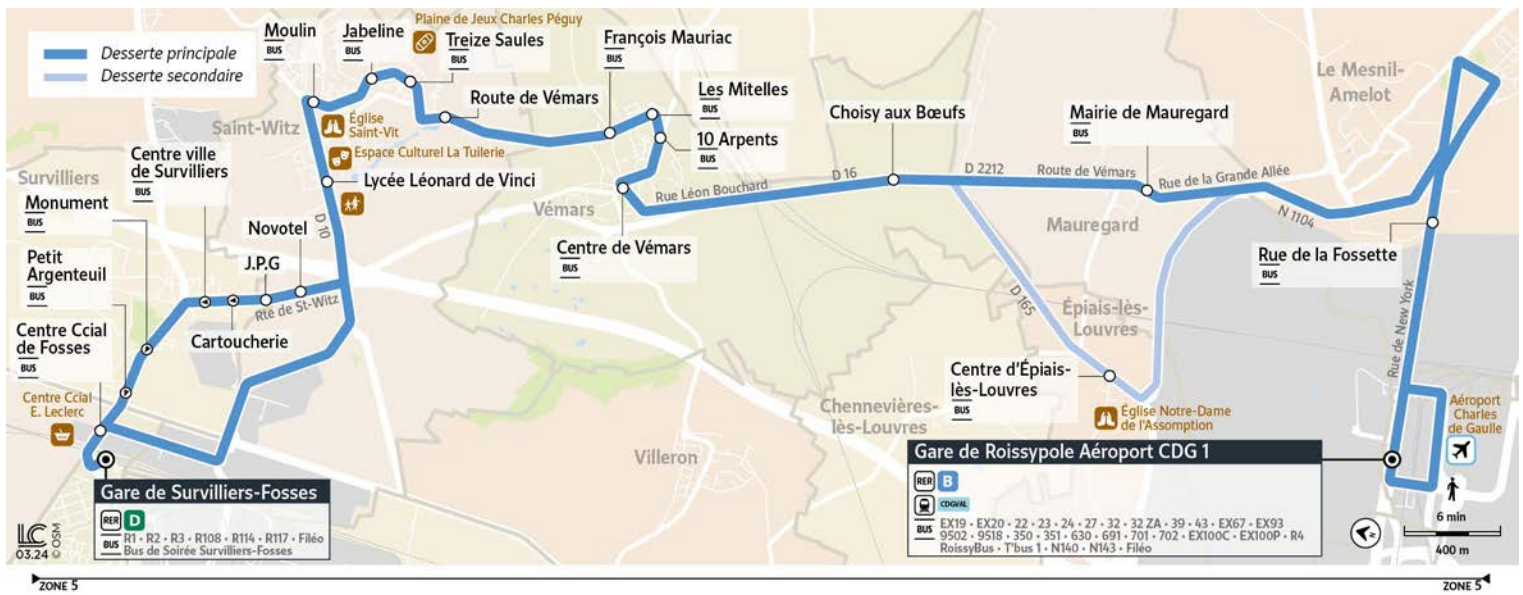 Desserte principale
Desserte secondaire
Moulin
BUS
Jabeline
BUS
Plaine de Jeux Charles Péguy
Treize Saules
BUS
François Mauriac
BUS
Les Mitelles
BUS
10 Arpents
BUS
Route de Vémars
Saint-Witz
Église
Saint-Vit
Espace Culturel La Tuilerie
Lycée Léonard de Vinci
D 10
Survilliers
Centre ville
de Survilliers
BUS
Monument
BUS
Petit
Argenteuil
BUS
Centre Ccial
de Fosses
BUS
Novotel
J.P.G
Rte de St-Witz
Cartoucherie
Centre Ccial
E. Leclerc
Vémars
Centre de Vémars
BUS
Rue Léon Bouchard
D 16
Choisy aux Bœufs
D 2212
Route de Vémars
Mairie de Mauregard
BUS
Rue de la Grande Allée
N 1104
Le Mesnil-
Amelot
Mauregard
Rue de la Fossette
BUS
Rue de New York
D 165
Épiais-lès-
Louvres
Centre d'Épiais-
lès-Louvres
BUS
Église Notre-Dame
de l'Assomption
Chennevières-
lès-Louvres
Villeron
Aéroport
Charles
de Gaulle
Gare de Survilliers-Fosses
RER D
BUS R1 • R2 • R3 • R108 • R114 • R117 • Filéo
Bus de Soirée Survilliers-Fosses
Gare de Roissypole Aéroport CDG 1
RER B
CDGVAL
BUS EX19 • EX20 • 22 • 23 • 24 • 27 • 32 • 32 ZA • 39 • 43 • EX67 • EX93
9502 • 9518 • 350 • 351 • 630 • 691 • 701 • 702 • EX100C • EX100P • R4
RoissyBus • T'bus 1 • N140 • N143 • Filéo
6 min
400 m
N
LC
03.24 © OSM
ZONE 5
ZONE 5